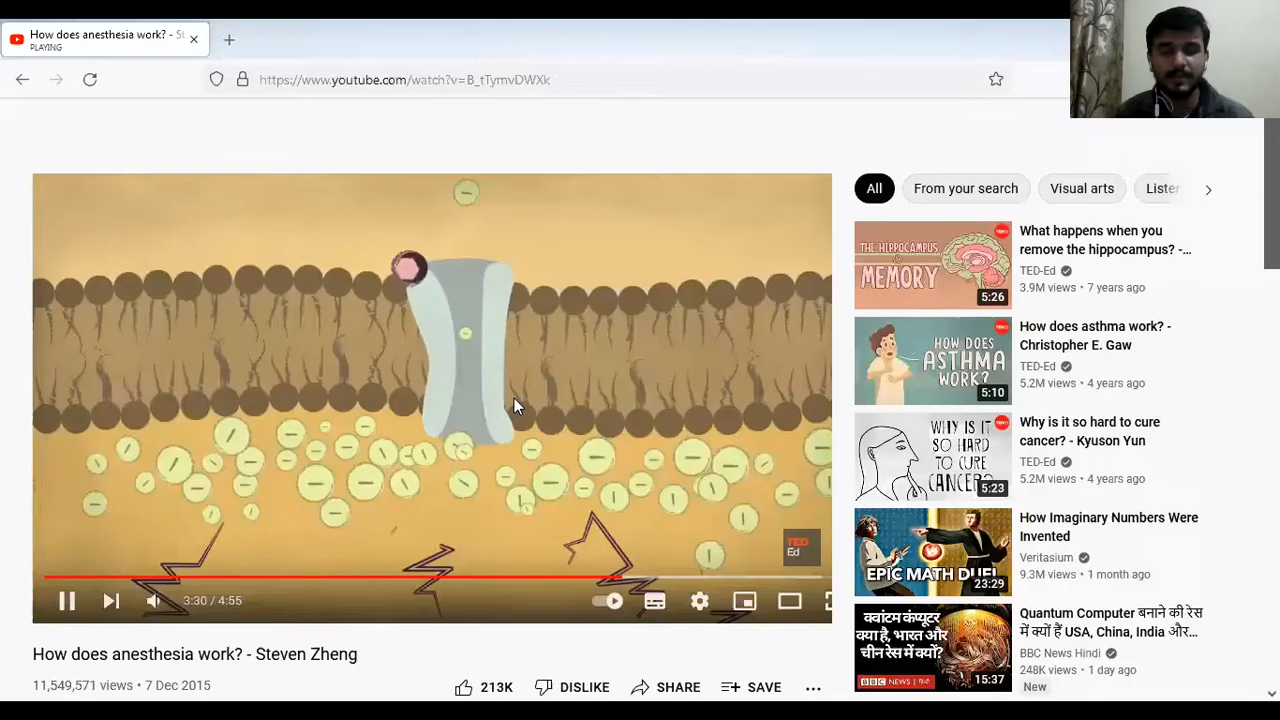 How does anesthesia work? - St
PLAYING
https://www.youtube.com/watch?v=B_tTymvDWXk
All
From your search
Visual arts
Lister
THE HIPPOCAMPUS
&
MEMORY
5:26
What happens when you
remove the hippocampus? -...
TED-Ed
3.9M views • 7 years ago
HOW DOES
ASTHMA
WORK?
5:10
How does asthma work? -
Christopher E. Gaw
TED-Ed
5.2M views • 4 years ago
WHY IS IT
SO HARD
TO CURE
CANCER?
5:23
Why is it so hard to cure
cancer? - Kyuson Yun
TED-Ed
5.2M views • 4 years ago
EPIC MATH DUEL
23:29
How Imaginary Numbers Were
Invented
Veritasium
9.3M views • 1 month ago
क्वांटम कंप्यूटर
क्या है, भारत और
चीन रेस में क्यों?
BBC NEWS हिन्दी
15:37
Quantum Computer बनाने की रेस
में क्यों हैं USA, China, India और...
BBC News Hindi
248K views • 1 day ago
New
TED
Ed
3:30 / 4:55
How does anesthesia work? - Steven Zheng
11,549,571 views • 7 Dec 2015
213K
DISLIKE
SHARE
SAVE